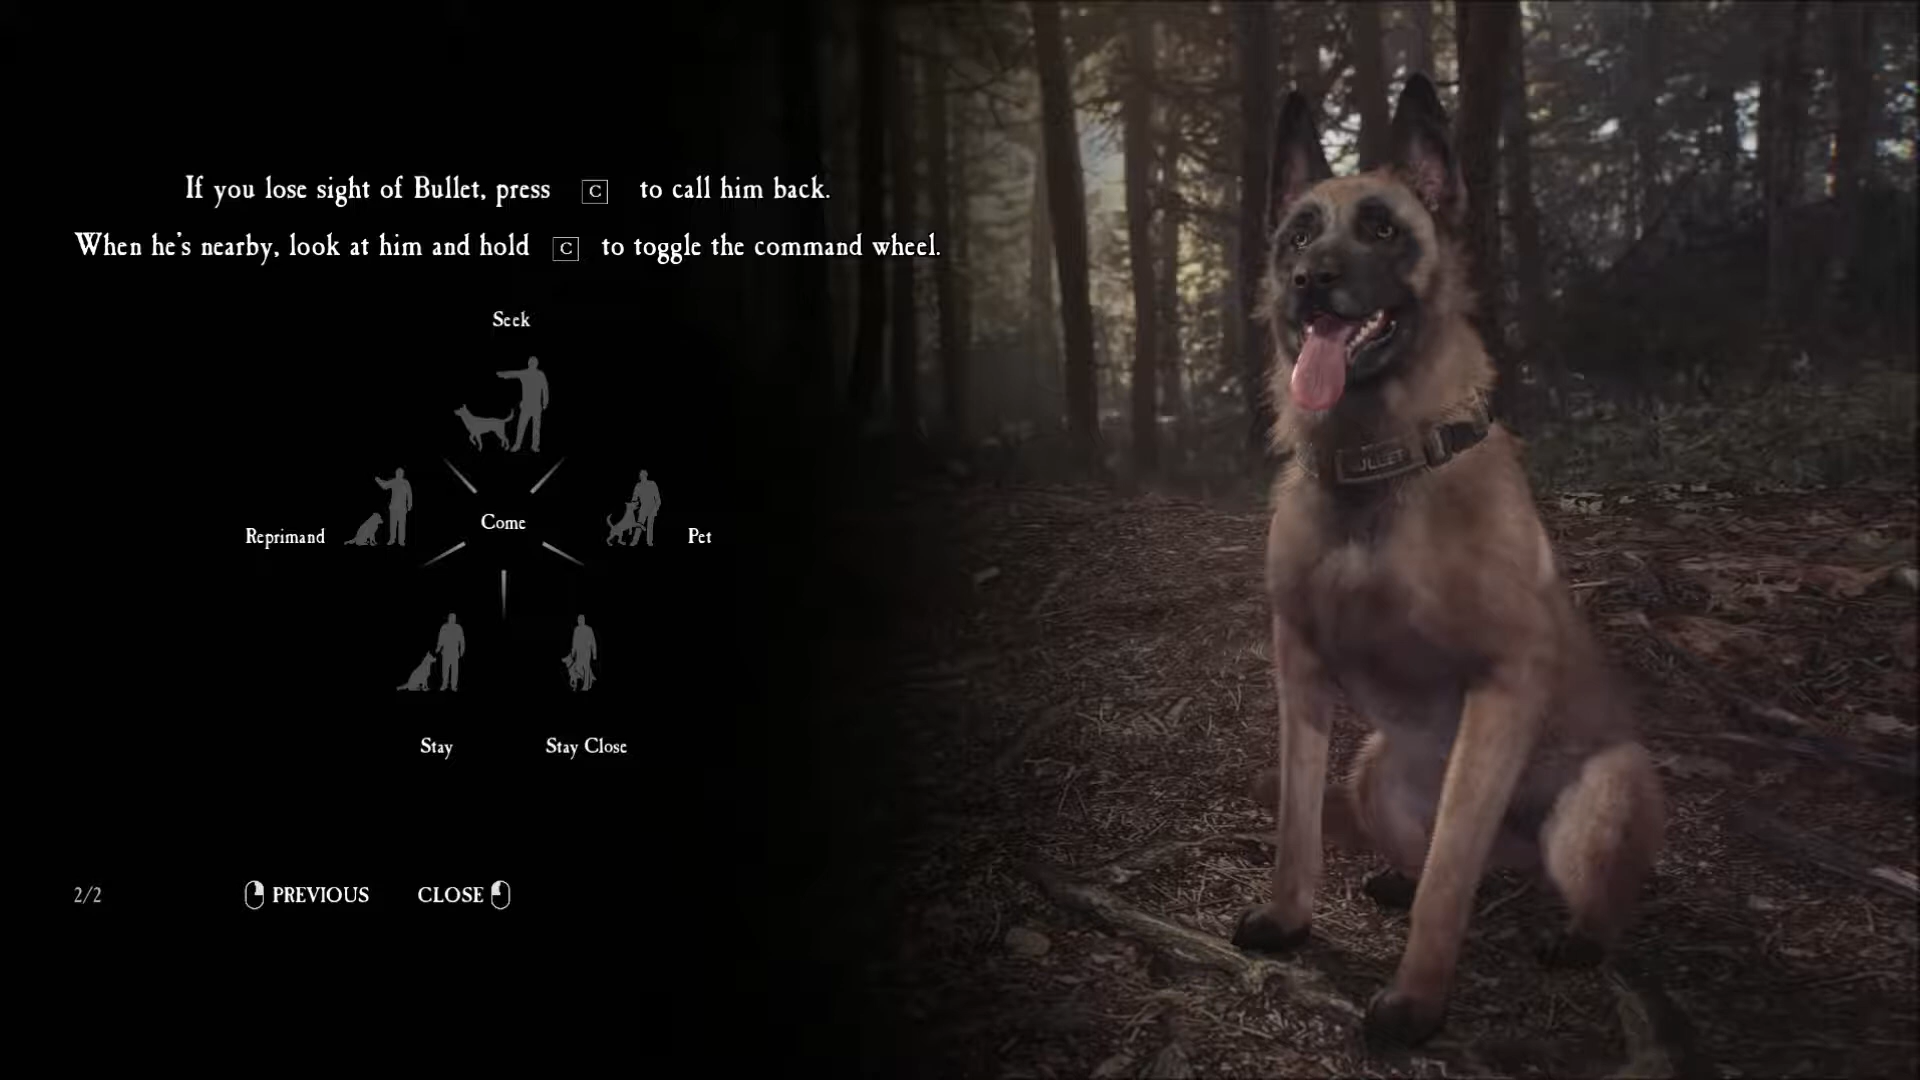 If you lose sight of Bullet, press C to call him back.
When he's nearby, look at him and hold C to toggle the command wheel.
Seek
Reprimand
Come
Pet
Stay
Stay Close
2/2
PREVIOUS
CLOSE